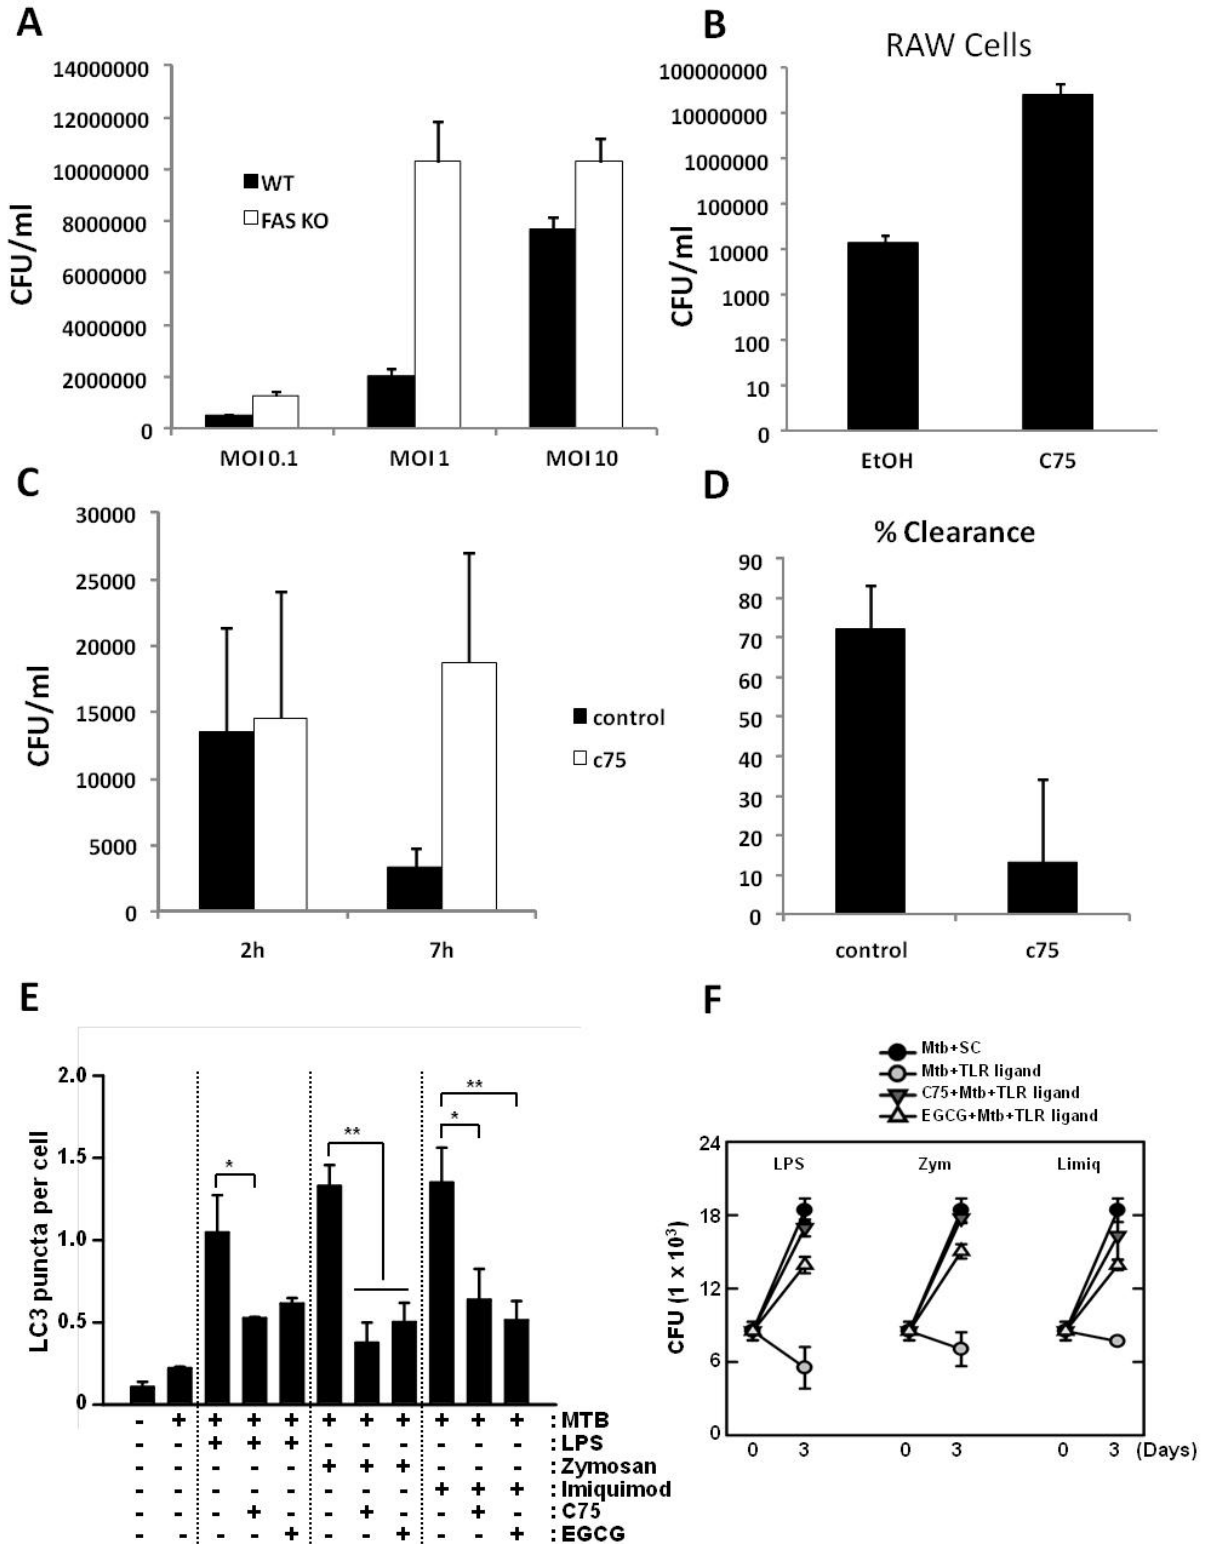 A
14000000
12000000
10000000
8000000
6000000
4000000
2000000
0
CFU/ml
WT
FAS KO
MOI 0.1 MOI 1 MOI 10
B
RAW Cells
100000000
10000000
1000000
100000
10000
1000
100
10
0
CFU/ml
EtOH C75
C
30000
25000
20000
15000
10000
5000
0
CFU/ml
control
c75
2h 7h
D
% Clearance
90
80
70
60
50
40
30
20
10
0
control c75
E
2.0
1.5
1.0
0.5
0
LC3 puncta per cell
* ** * **
- + + + + + + + + + + : MTB
- - + + + - - - - - - : LPS
- - - - - + + + - - - : Zymosan
- - - - - - - - + + + : Imiquimod
- - - + - - + - - + - : C75
- - - - + - - + - - + : EGCG
F
Mtb+SC
Mtb+TLR ligand
C75+Mtb+TLR ligand
EGCG+Mtb+TLR ligand
LPS Zym Limiq
24
18
12
6
0
CFU (1 x 10³)
0 3 0 3 0 3 (Days)